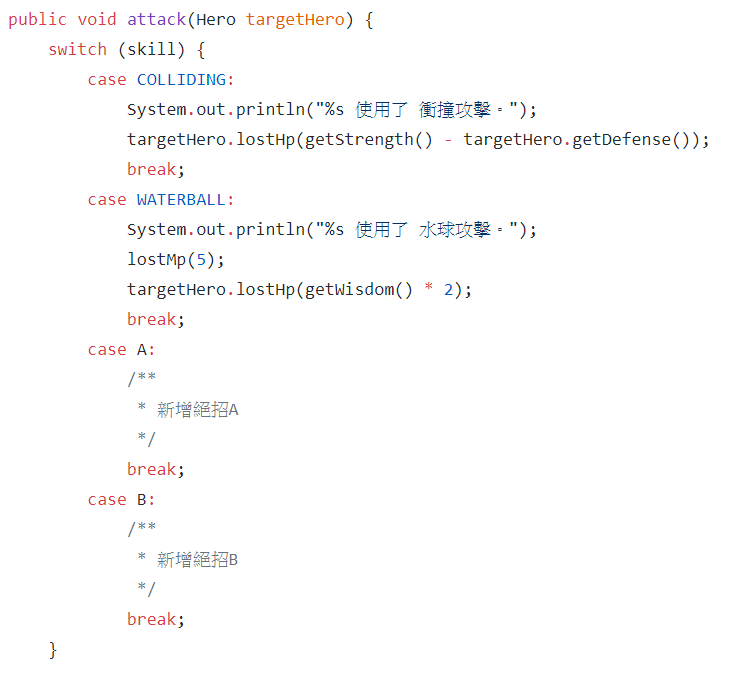 public void attack(Hero targetHero) {
    switch (skill) {
        case COLLIDING:
            System.out.println("%s 使用了 衝撞攻擊。");
            targetHero.lostHp(getStrength() - targetHero.getDefense());
            break;
        case WATERBALL:
            System.out.println("%s 使用了 水球攻擊。");
            lostMp(5);
            targetHero.lostHp(getWisdom() * 2);
            break;
        case A:
            /**
             * 新增絕招A
             */
            break;
        case B:
            /**
             * 新增絕招B
             */
            break;
    }